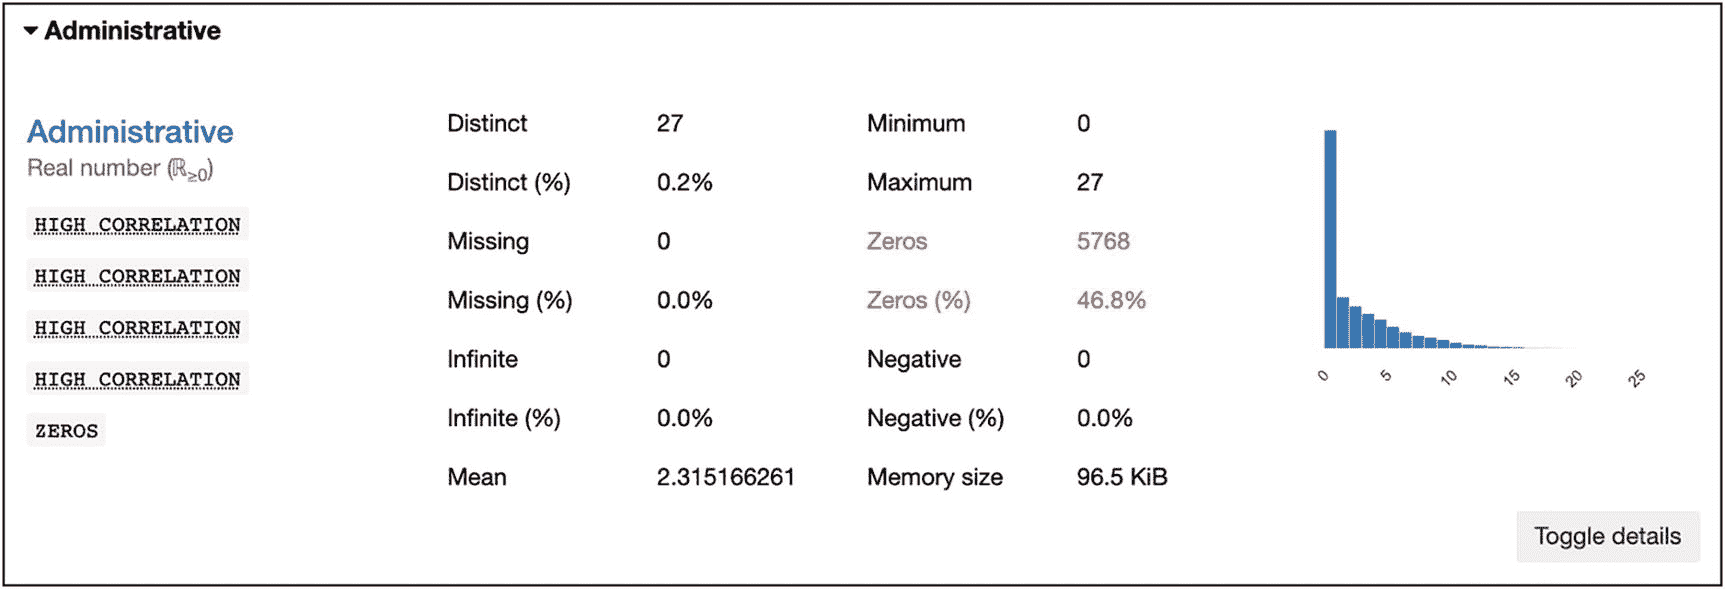 Administrative
Administrative
Real number (ℝ≥0)
HIGH CORRELATION
HIGH CORRELATION
HIGH CORRELATION
HIGH CORRELATION
ZEROS
Distinct 27
Distinct (%) 0.2%
Missing 0
Missing (%) 0.0%
Infinite 0
Infinite (%) 0.0%
Mean 2.315166261
Minimum 0
Maximum 27
Zeros 5768
Zeros (%) 46.8%
Negative 0
Negative (%) 0.0%
Memory size 96.5 KiB
0 5 10 15 20 25
Toggle details